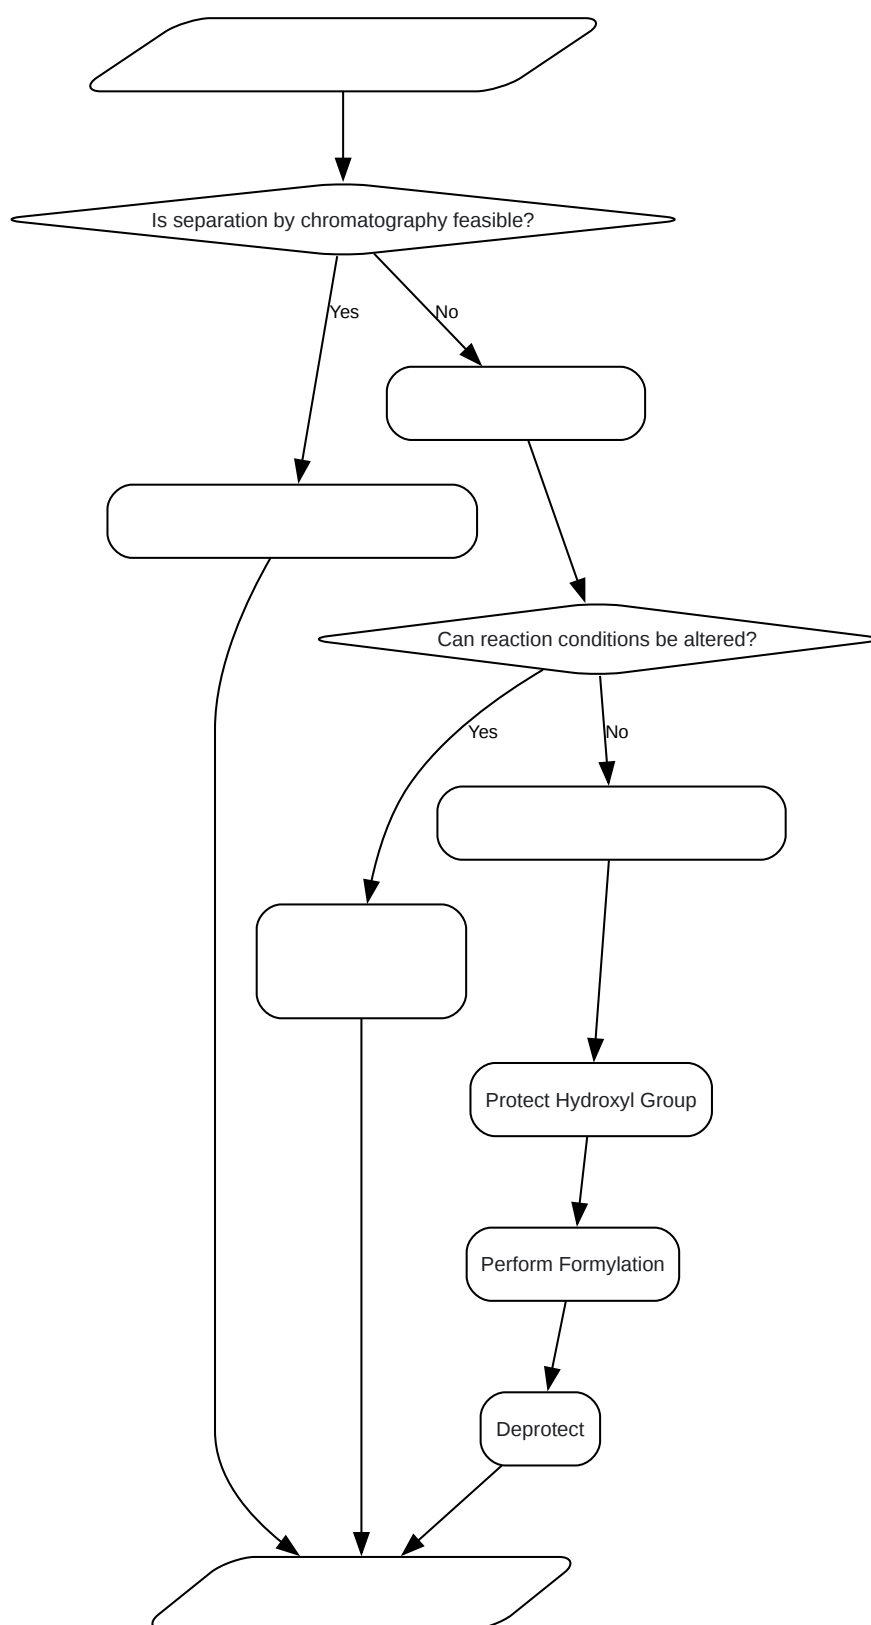 Is separation by chromatography feasible?
Yes
No
Can reaction conditions be altered?
Yes
No
Protect Hydroxyl Group
Perform Formylation
Deprotect